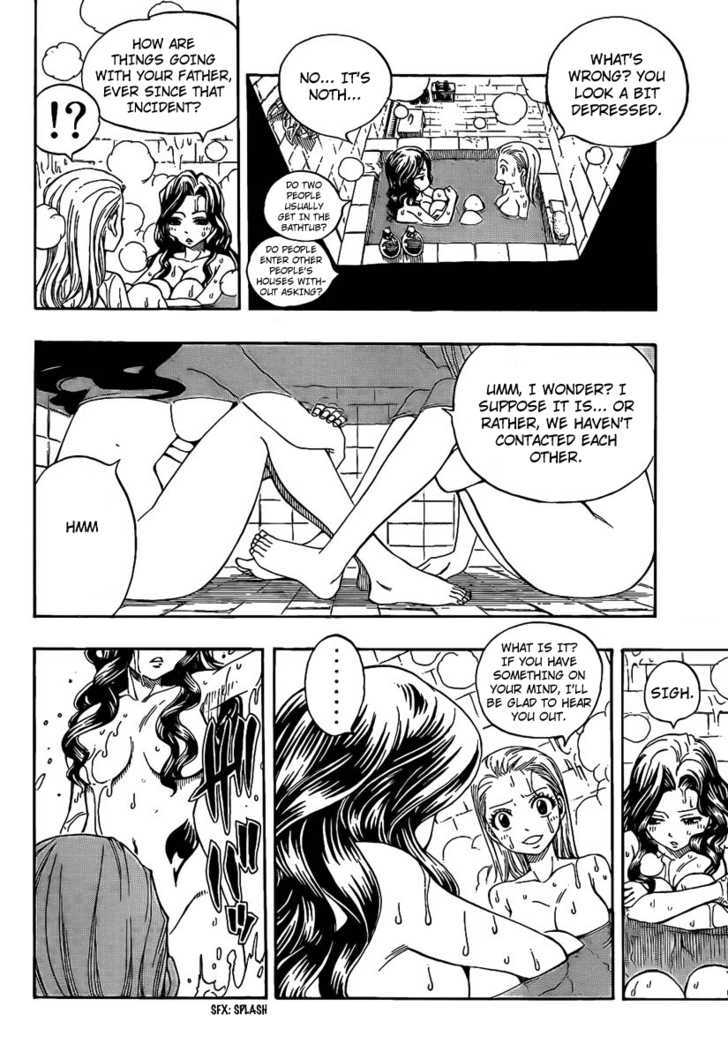 WHAT'S
WRONG? YOU
LOOK A BIT
DEPRESSED.
NO... IT'S
NOTH...
DO TWO
PEOPLE
USUALLY
GET IN THE
BATHTUB?
DO PEOPLE
ENTER OTHER
PEOPLE'S
HOUSES WITH-
OUT ASKING?
HOW ARE
THINGS GOING
WITH YOUR FATHER,
EVER SINCE THAT
INCIDENT?
!?
UMM, I WONDER? I
SUPPOSE IT IS... OR
RATHER, WE HAVEN'T
CONTACTED EACH
OTHER.
HMM
SIGH.
WHAT IS IT?
IF YOU HAVE
SOMETHING ON
YOUR MIND, I'LL
BE GLAD TO HEAR
YOU OUT.
......
SFX: SPLASH